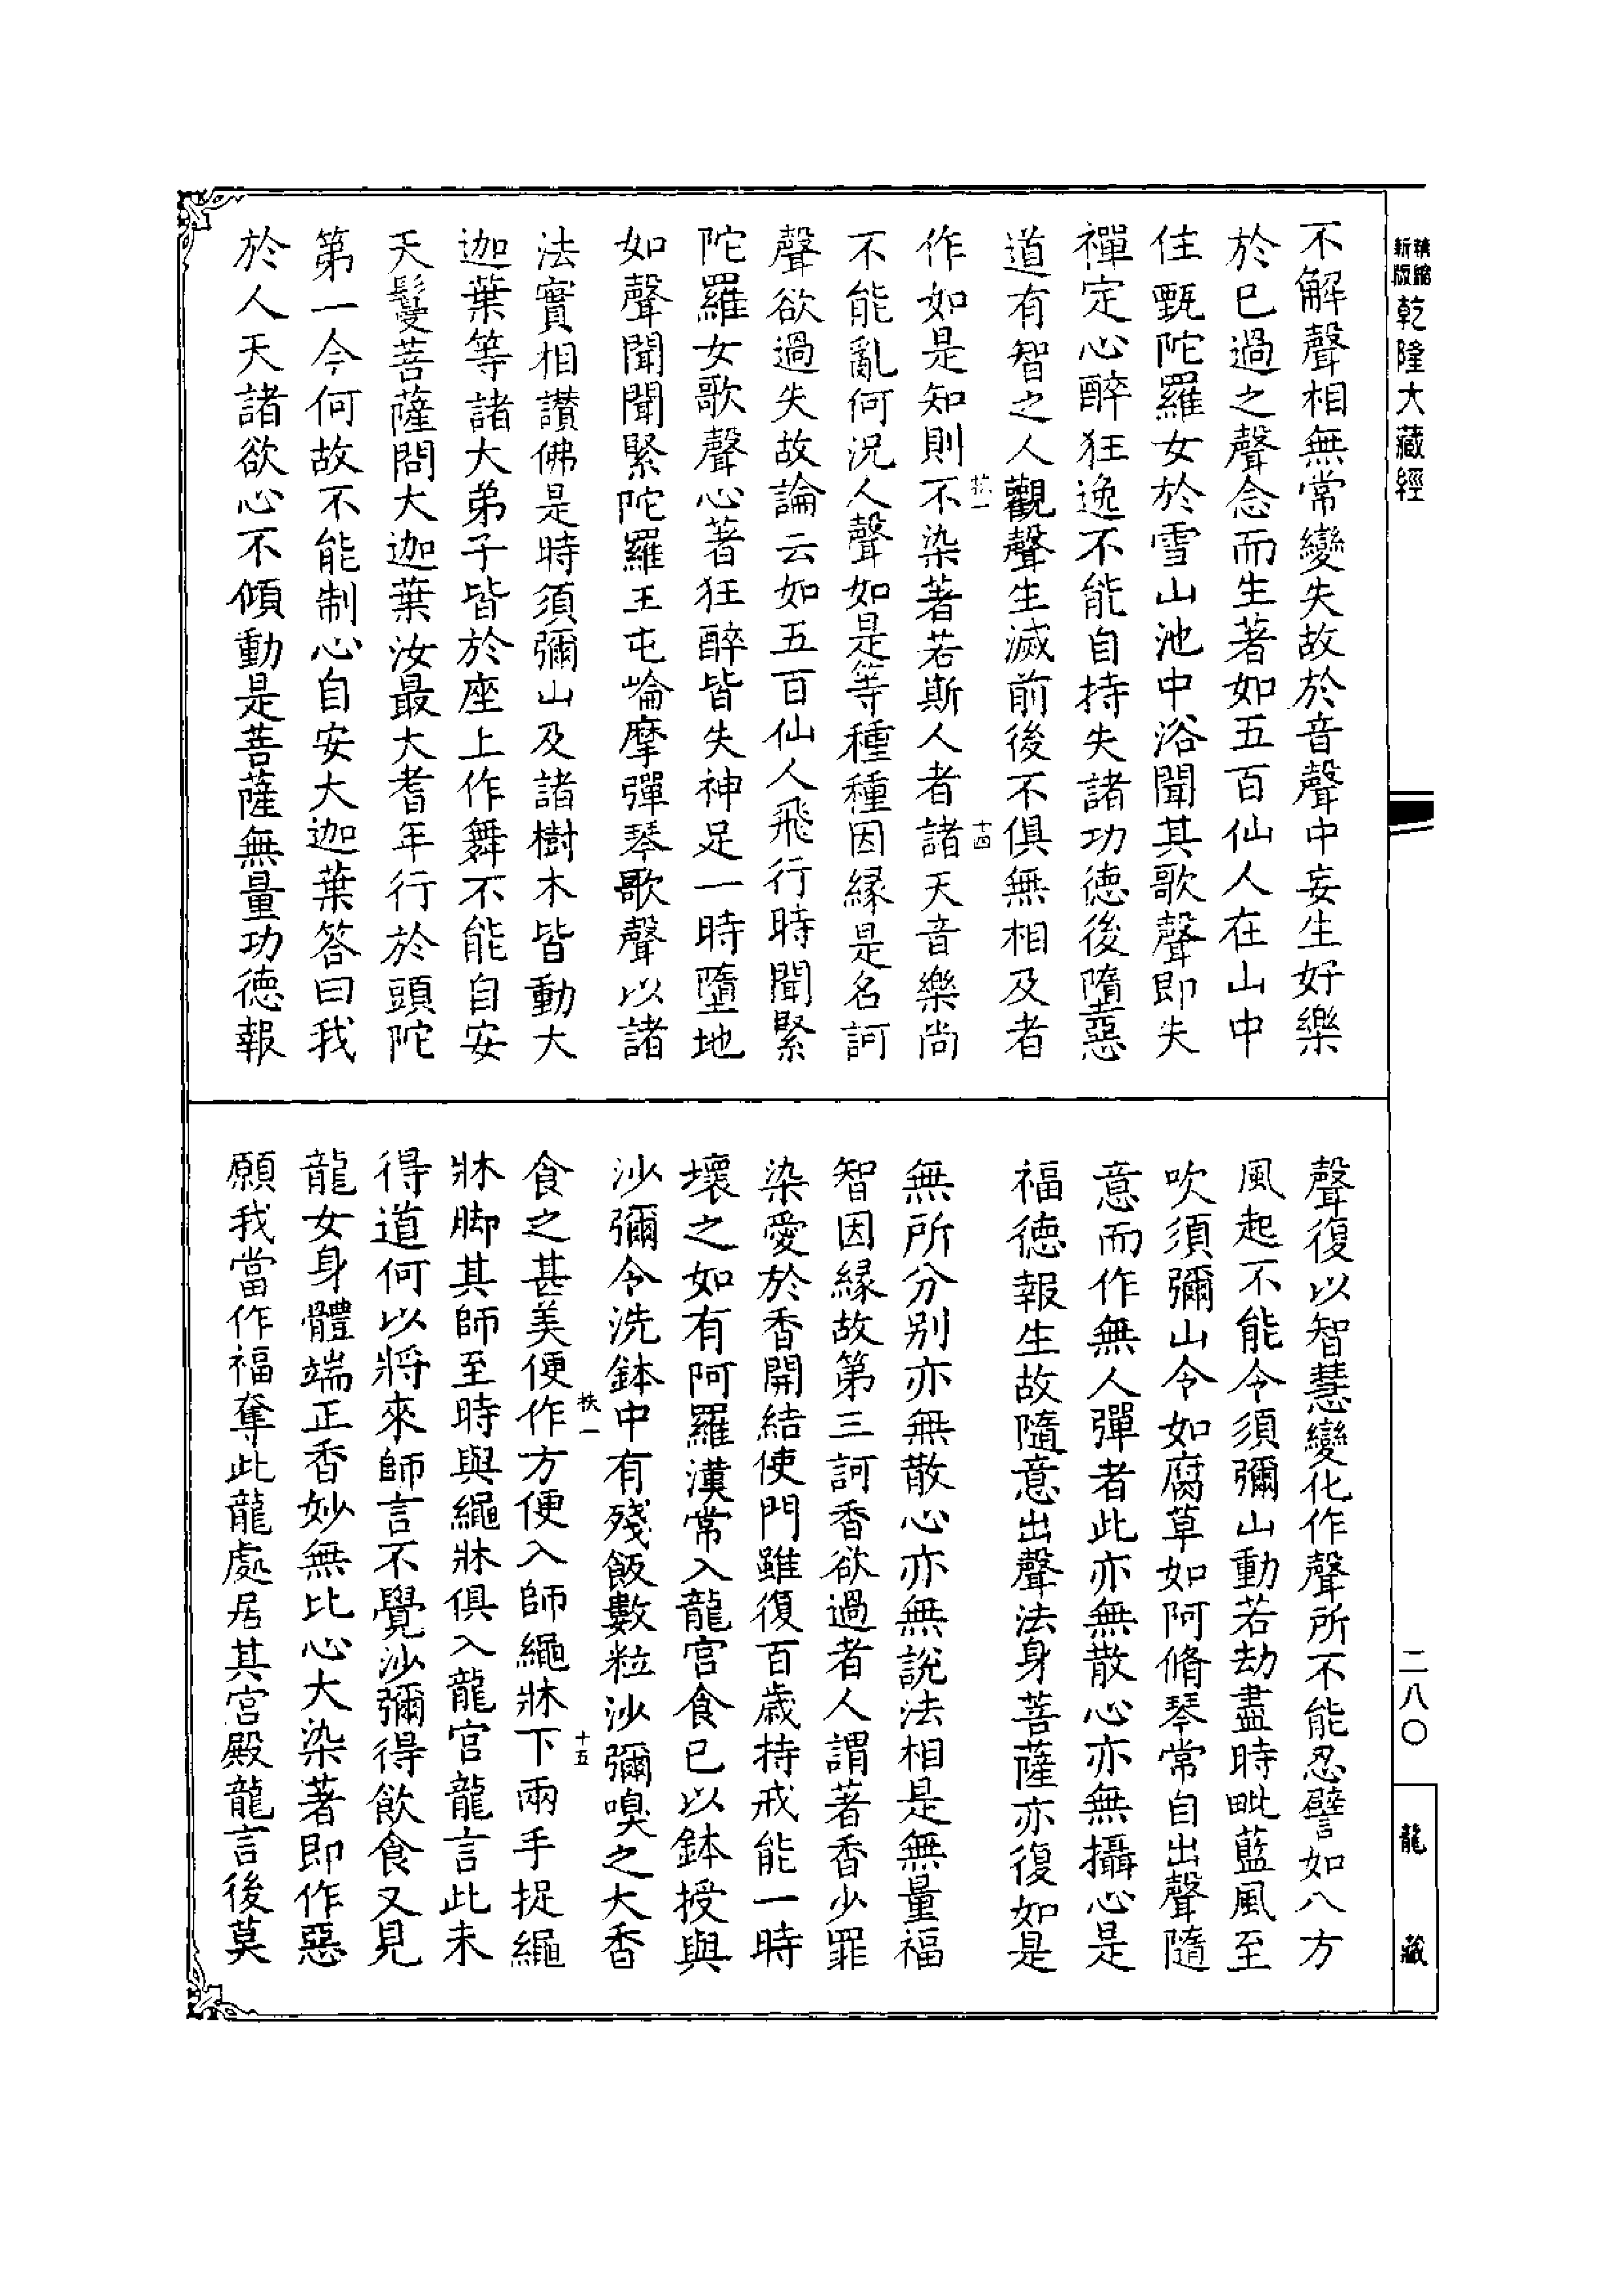 精縮
新版
乾隆大藏經
不解聲相無常變失故於音聲中妄生好樂
於已過之聲念而生著如五百仙人在山中
住甄陀羅女於雪山池中浴聞其歌聲即失
禪定心醉狂逸不能自持失諸功德後墮惡
道有智之人觀聲生滅前後不俱無相及者
十四
作如是知則不染著若斯人者諸天音樂尚
不能亂何況人聲如是等種種因緣是名訶
聲欲過失故論云如五百仙人飛行時聞緊
陀羅女歌聲心著狂醉皆失神足一時墮地
如聲聞聞緊陀羅王屯崙摩彈琴歌聲以諸
法實相讚佛是時須彌山及諸樹木皆動大
迦葉等諸大弟子皆於座上作舞不能自安
天鬘菩薩問大迦葉汝最大耆年行於頭陀
第一今何故不能制心自安大迦葉答曰我
於人天諸欲心不傾動是菩薩無量功德報
聲復以智慧變化作聲所不能忍譬如八方
風起不能令須彌山動若劫盡時毗藍風至
吹須彌山令如腐草如阿脩琴常自出聲隨
意而作無人彈者此亦無散心亦無攝心是
福德報生故隨意出聲法身菩薩亦復如是
無所分別亦無散心亦無說法相是無量福
智因緣故第三訶香欲過者人謂著香少罪
染愛於香開結使門雖復百歲持戒能一時
壞之如有阿羅漢常入龍宮食已以鉢授與
沙彌令洗鉢中有殘飯數粒沙彌嗅之大香
秩一
十五
食之甚美便作方便入師繩牀下兩手捉繩
牀脚其師至時與繩牀俱入龍宮龍言此未
得道何以將來師言不覺沙彌得飲食又見
龍女身體端正香妙無比心大染著即作惡
願我當作福奪此龍處居其宮殿龍言後莫
二八〇
龍藏